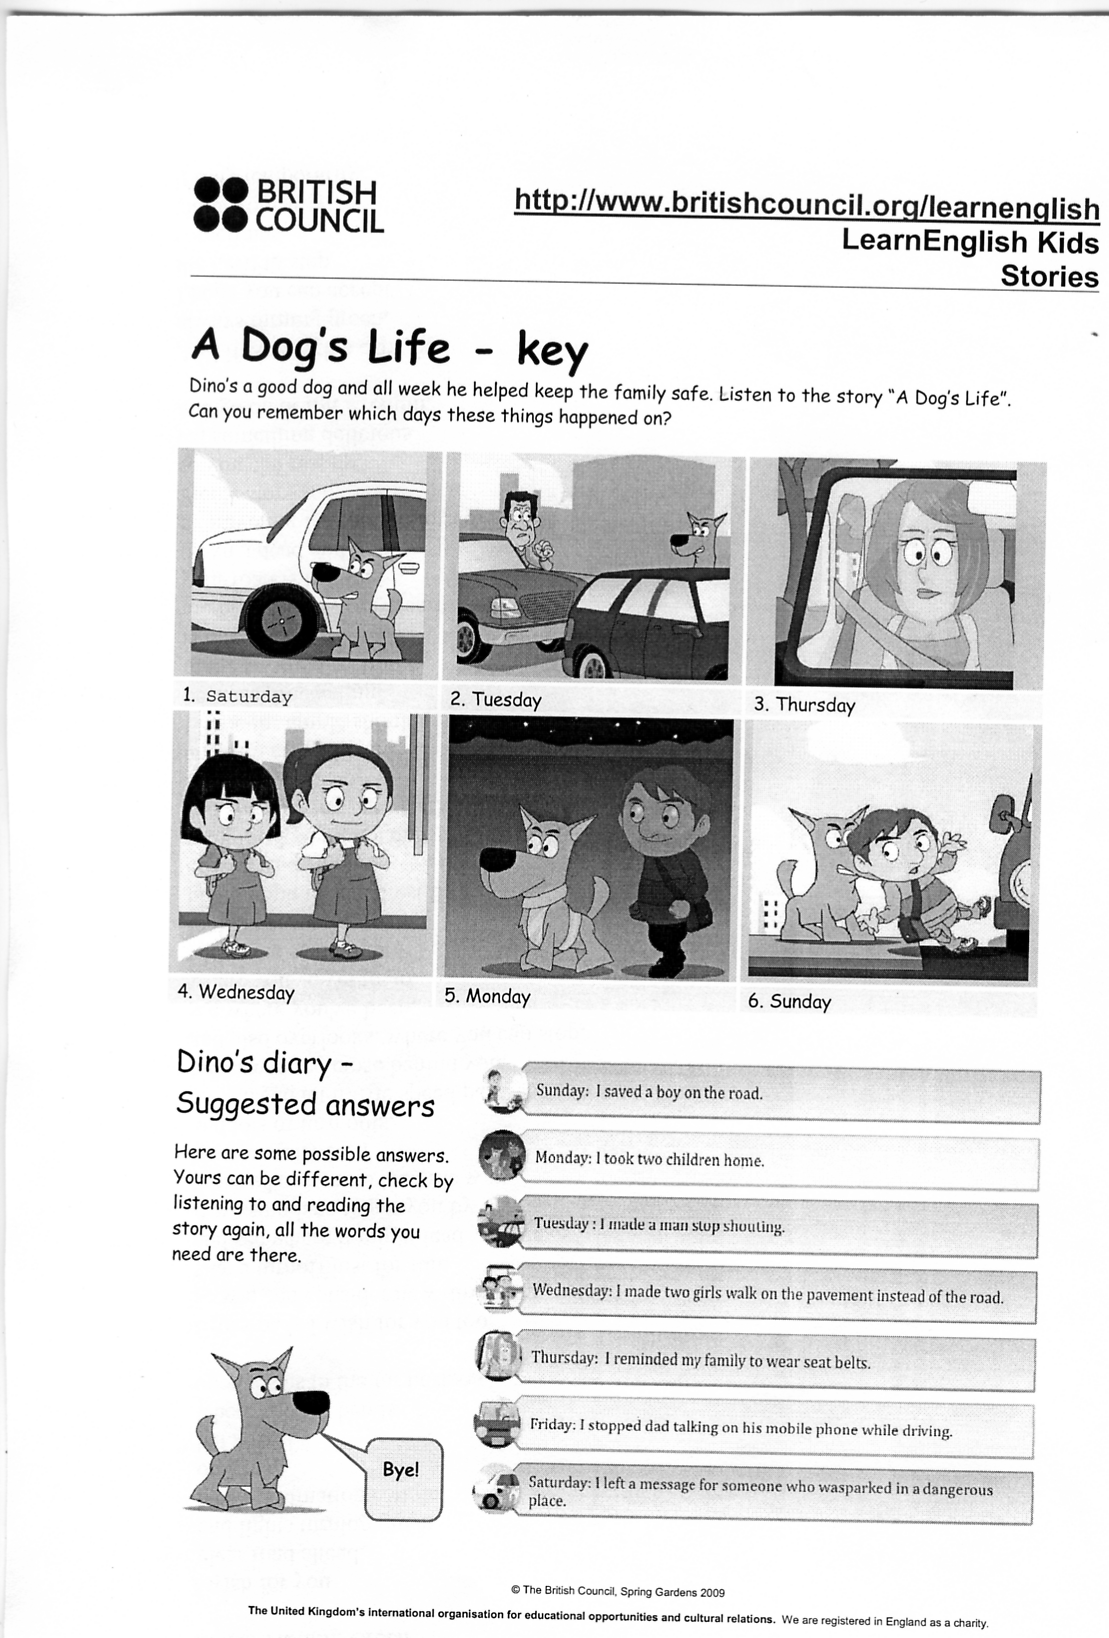 BRITISH
COUNCIL
http://www.britishcouncil.org/learnenglish
LearnEnglish Kids
Stories
A Dog's Life - key
Dino's a good dog and all week he helped keep the family safe. Listen to the story "A Dog's Life".
Can you remember which days these things happened on?
1. Saturday
2. Tuesday
3. Thursday
4. Wednesday
5. Monday
6. Sunday
Dino's diary -
Suggested answers
Here are some possible answers.
Yours can be different, check by
listening to and reading the
story again, all the words you
need are there.
Bye!
Sunday: I saved a boy on the road.
Monday: I took two children home.
Tuesday : I made a man stop shouting.
Wednesday: I made two girls walk on the pavement instead of the road.
Thursday: I reminded my family to wear seat belts.
Friday: I stopped dad talking on his mobile phone while driving.
Saturday: I left a message for someone who wasparked in a dangerous
place.
© The British Council, Spring Gardens 2009
The United Kingdom's international organisation for educational opportunities and cultural relations. We are registered in England as a charity.